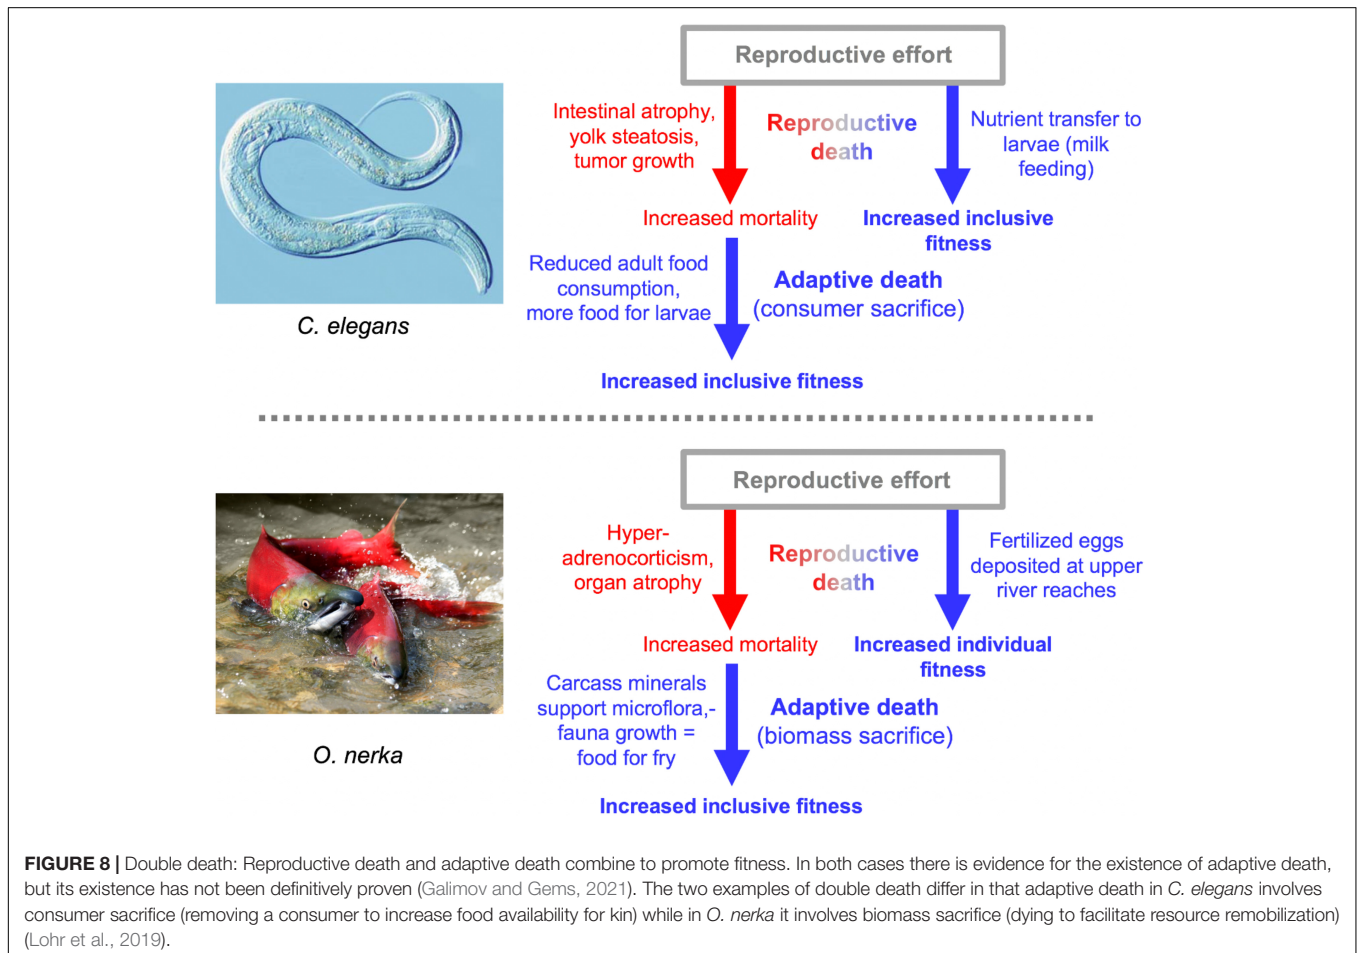 Reproductive effort
Intestinal atrophy,
yolk steatosis,
tumor growth
Reproductive
death
Nutrient transfer to
larvae (milk
feeding)
Increased mortality
Increased inclusive
fitness
Reduced adult food
consumption,
more food for larvae
Adaptive death
(consumer sacrifice)
Increased inclusive fitness
C. elegans
Reproductive effort
Hyper-
adrenocorticism,
organ atrophy
Reproductive
death
Fertilized eggs
deposited at upper
river reaches
Increased mortality
Increased individual
fitness
Carcass minerals
support microflora,-
fauna growth =
food for fry
Adaptive death
(biomass sacrifice)
Increased inclusive fitness
O. nerka
FIGURE 8 | Double death: Reproductive death and adaptive death combine to promote fitness. In both cases there is evidence for the existence of adaptive death,
but its existence has not been definitively proven (Galimov and Gems, 2021). The two examples of double death differ in that adaptive death in C. elegans involves
consumer sacrifice (removing a consumer to increase food availability for kin) while in O. nerka it involves biomass sacrifice (dying to facilitate resource remobilization)
(Lohr et al., 2019).